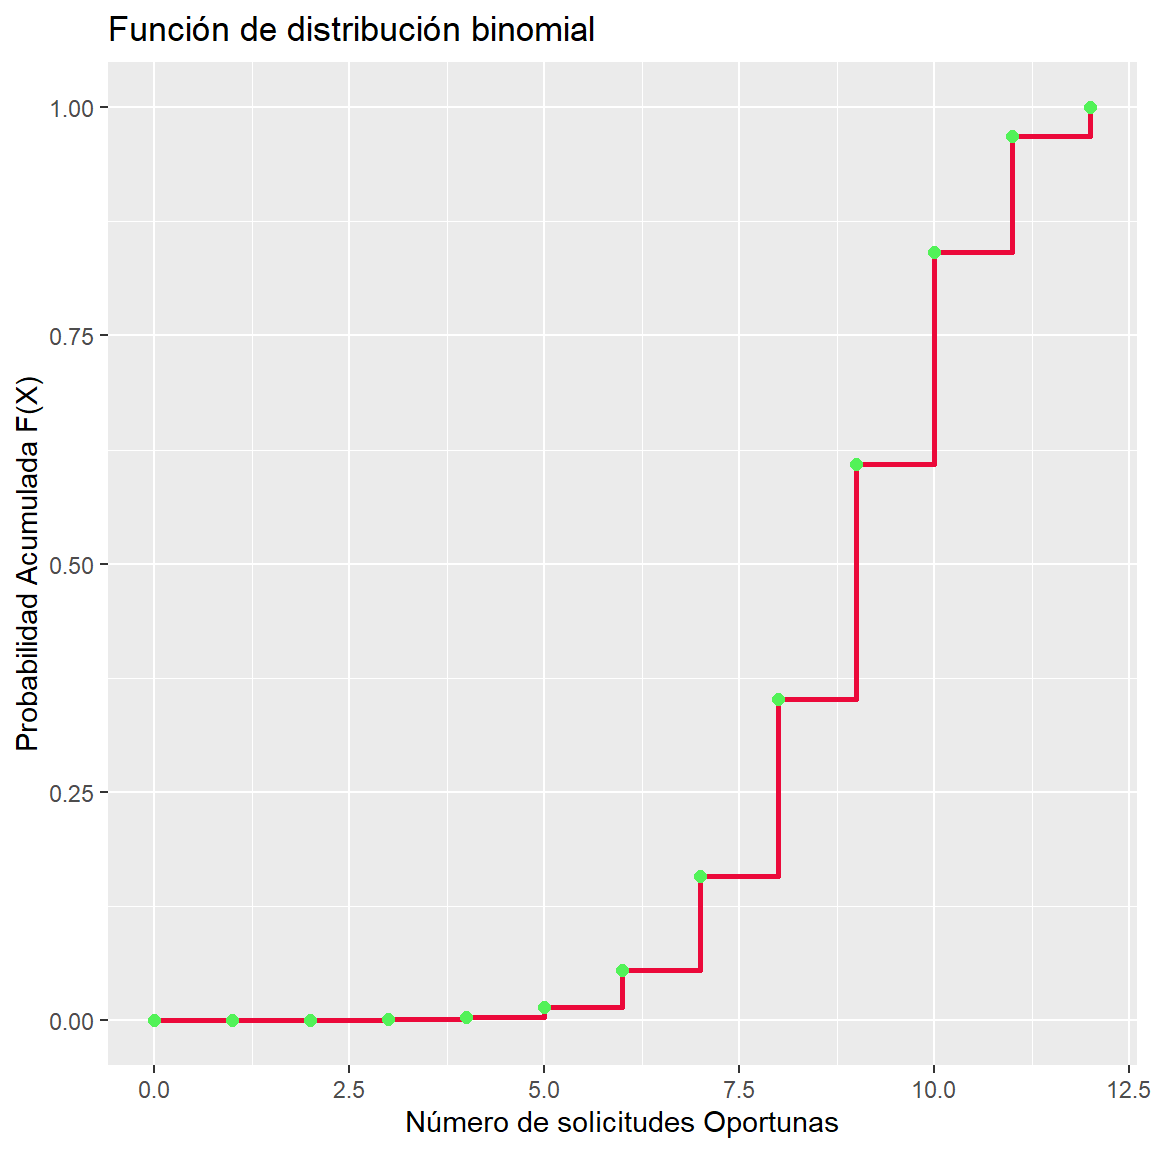 Función de distribución binomial
Probabilidad Acumulada F(X)
1.00
0.75
0.50
0.25
0.00
0.0 2.5 5.0 7.5 10.0 12.5
Número de solicitudes Oportunas